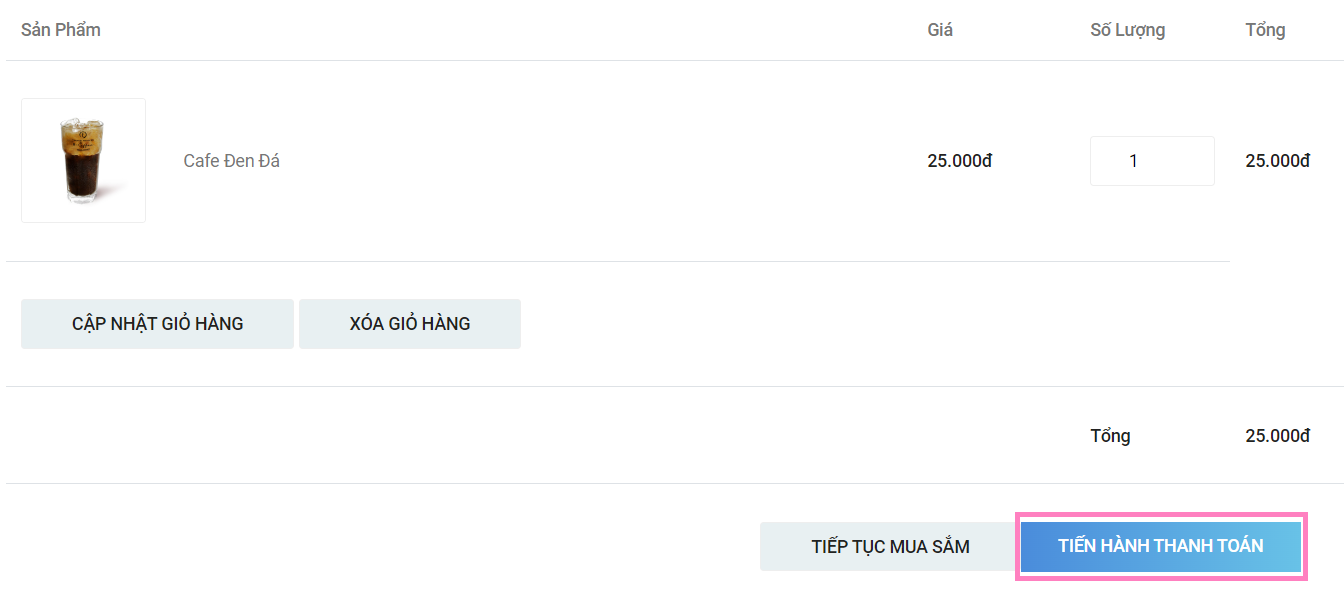 Sản Phẩm Giá Số Lượng Tổng
Cafe Đen Đá 25.000đ 1 25.000đ
CẬP NHẬT GIỎ HÀNG XÓA GIỎ HÀNG
Tổng 25.000đ
TIẾP TỤC MUA SẮM TIẾN HÀNH THANH TOÁN